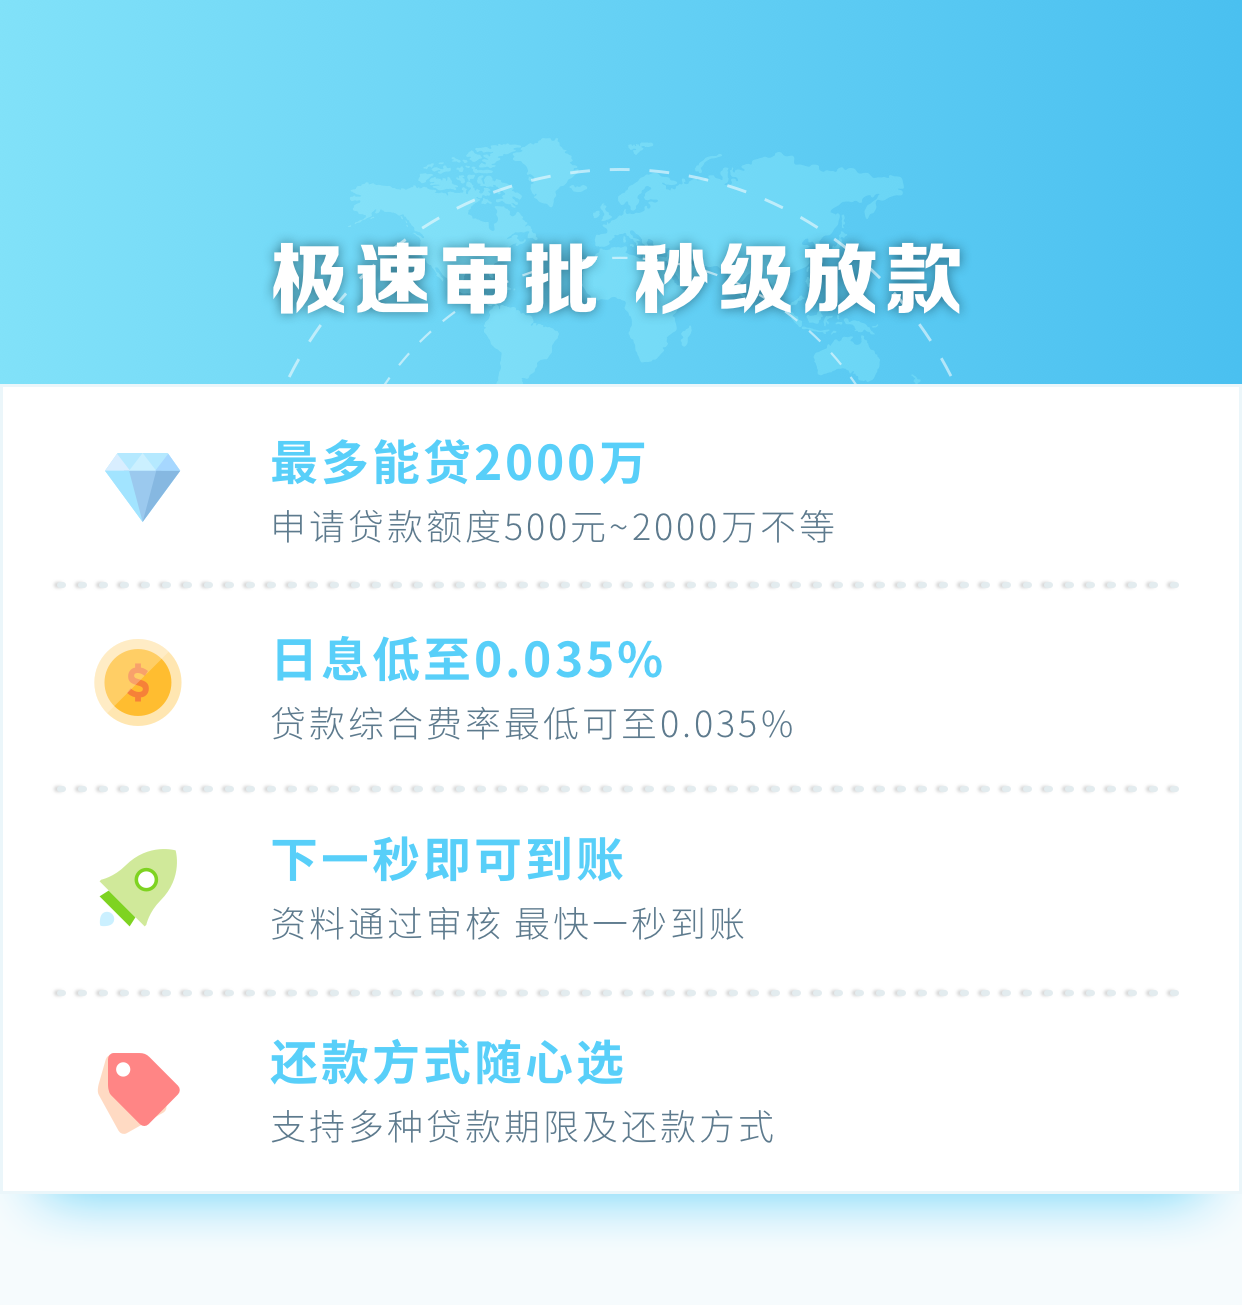 极速审批 秒级放款
最多能贷2000万
申请贷款额度500元~2000万不等
日息低至0.035%
贷款综合费率最低可至0.035%
下一秒即可到账
资料通过审核 最快一秒到账
还款方式随心选
支持多种贷款期限及还款方式